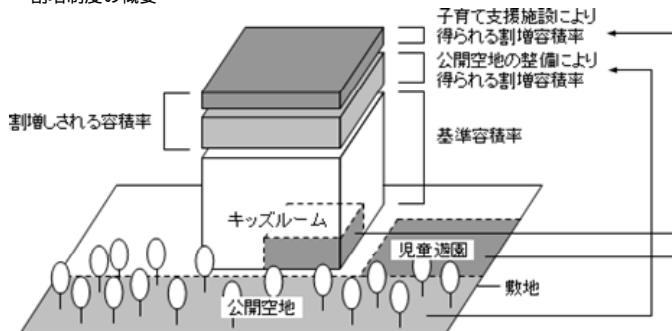 割増制度の概要
子育て支援施設により
得られる割増容積率
公開空地の整備により
得られる割増容積率
割増しされる容積率
基準容積率
キッズルーム
児童遊園
敷地
公開空地